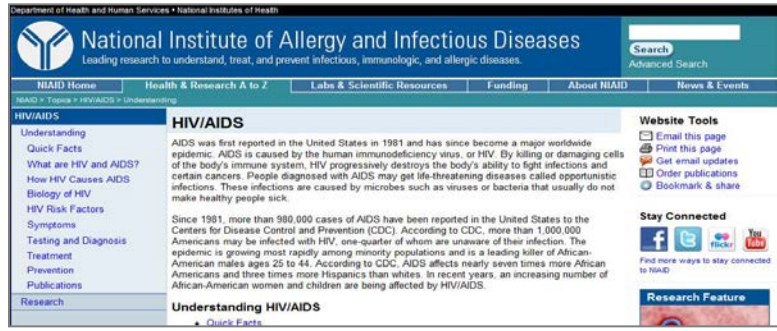 Department of Health and Human Services • National Institutes of Health
National Institute of Allergy and Infectious Diseases
Leading research to understand, treat, and prevent infectious, immunologic, and allergic diseases.
Search
Advanced Search
NIAID Home
Health & Research A to Z
Labs & Scientific Resources
Funding
About NIAID
News & Events
NIAID > Topics > HIV/AIDS > Understanding
HIV/AIDS
Understanding
Quick Facts
What are HIV and AIDS?
How HIV Causes AIDS
Biology of HIV
HIV Risk Factors
Symptoms
Testing and Diagnosis
Treatment
Prevention
Publications
Research
HIV/AIDS
AIDS was first reported in the United States in 1981 and has since become a major worldwide
epidemic. AIDS is caused by the human immunodeficiency virus, or HIV. By killing or damaging cells
of the body's immune system, HIV progressively destroys the body's ability to fight infections and
certain cancers. People diagnosed with AIDS may get life-threatening diseases called opportunistic
infections. These infections are caused by microbes such as viruses or bacteria that usually do not
make healthy people sick.
Since 1981, more than 980,000 cases of AIDS have been reported in the United States to the
Centers for Disease Control and Prevention (CDC). According to CDC, more than 1,000,000
Americans may be infected with HIV, one-quarter of whom are unaware of their infection. The
epidemic is growing most rapidly among minority populations and is a leading killer of African-
American males ages 25 to 44. According to CDC, AIDS affects nearly seven times more African
Americans and three times more Hispanics than whites. In recent years, an increasing number of
African-American women and children are being affected by HIV/AIDS.
Understanding HIV/AIDS
• Quick Facts
Website Tools
Email this page
Print this page
Get email updates
Order publications
Bookmark & share
Stay Connected
f
flickr
You Tube
Find more ways to stay connected
to NIAID
Research Feature